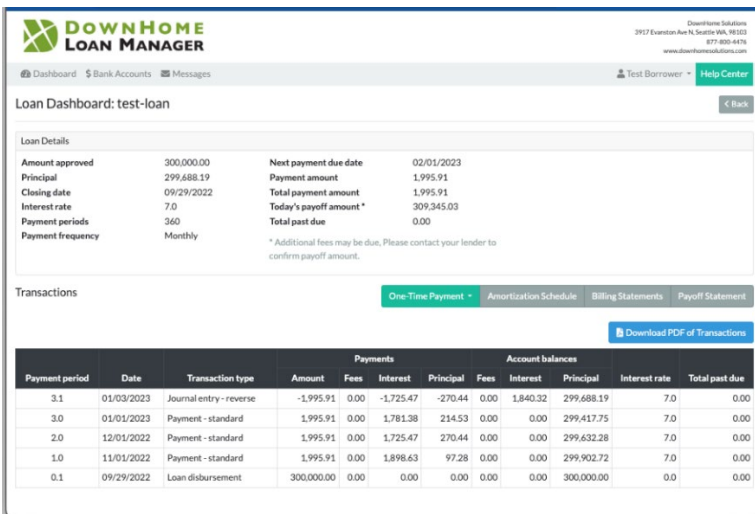 DOWNHOME
LOAN MANAGER
DownHome Solutions
3917 Evanston Ave N, Seattle WA, 98103
877-800-4476
www.downhomesolutions.com
Dashboard $ Bank Accounts Messages Test Borrower Help Center
Loan Dashboard: test-loan < Back
Loan Details
Amount approved 300,000.00 Next payment due date 02/01/2023
Principal 299,688.19 Payment amount 1,995.91
Closing date 09/29/2022 Total payment amount 1,995.91
Interest rate 7.0 Today's payoff amount * 309,345.03
Payment periods 360 Total past due 0.00
Payment frequency Monthly
* Additional fees may be due, Please contact your lender to
confirm payoff amount.
Transactions One-Time Payment Amortization Schedule Billing Statements Payoff Statement
Download PDF of Transactions
Payments Account balances
Payment period Date Transaction type Amount Fees Interest Principal Fees Interest Principal Interest rate Total past due
3.1 01/03/2023 Journal entry - reverse -1,995.91 0.00 -1,725.47 -270.44 0.00 1,840.32 299,688.19 7.0 0.00
3.0 01/01/2023 Payment - standard 1,995.91 0.00 1,781.38 214.53 0.00 0.00 299,417.75 7.0 0.00
2.0 12/01/2022 Payment - standard 1,995.91 0.00 1,725.47 270.44 0.00 0.00 299,632.28 7.0 0.00
1.0 11/01/2022 Payment - standard 1,995.91 0.00 1,898.63 97.28 0.00 0.00 299,902.72 7.0 0.00
0.1 09/29/2022 Loan disbursement 300,000.00 0.00 0.00 0.00 0.00 0.00 300,000.00 0.0 0.00